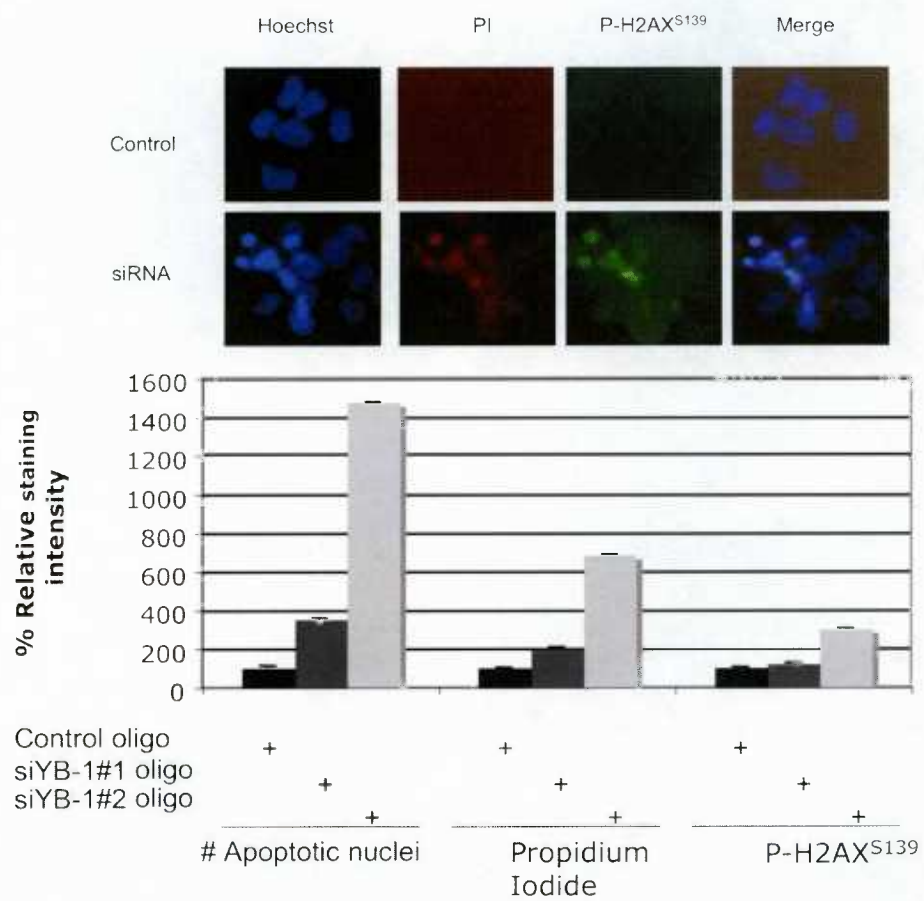 Hoechst PI P-H2AX^S139 Merge
Control
siRNA
% Relative staining
intensity
1600
1400
1200
1000
800
600
400
200
0
Control oligo + + +
siYB-1#1 oligo + + +
siYB-1#2 oligo + + +
# Apoptotic nuclei Propidium P-H2AX^S139
Iodide